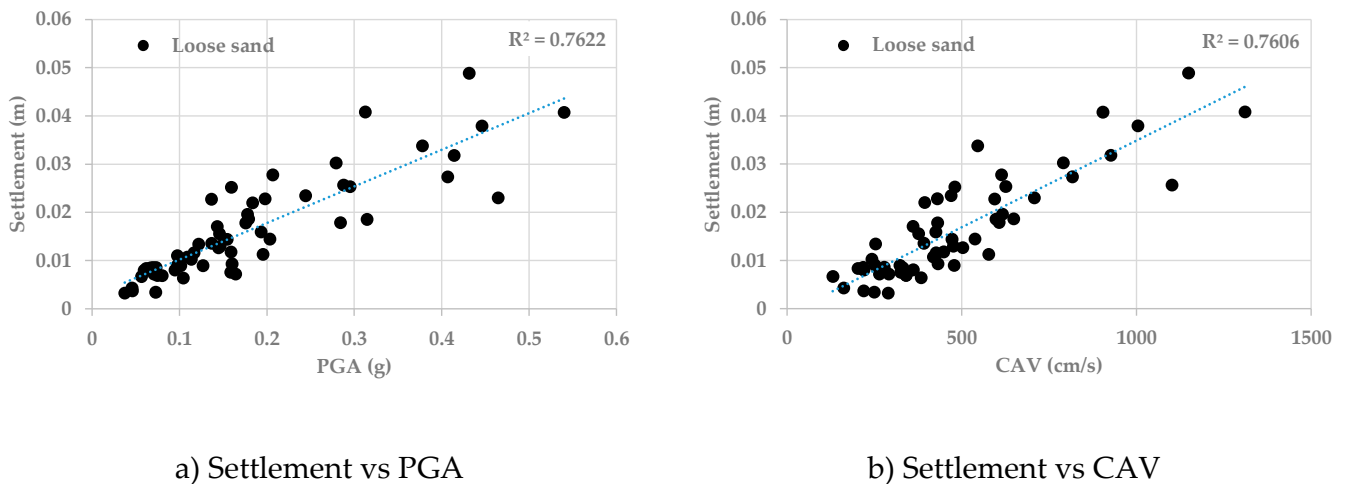 0.06
0.05
0.04
0.03
0.02
0.01
0
Settlement (m)
Loose sand
R² = 0.7622
0 0.1 0.2 0.3 0.4 0.5 0.6
PGA (g)
a) Settlement vs PGA
0.06
0.05
0.04
0.03
0.02
0.01
0
Settlement (m)
Loose sand
R² = 0.7606
0 500 1000 1500
CAV (cm/s)
b) Settlement vs CAV